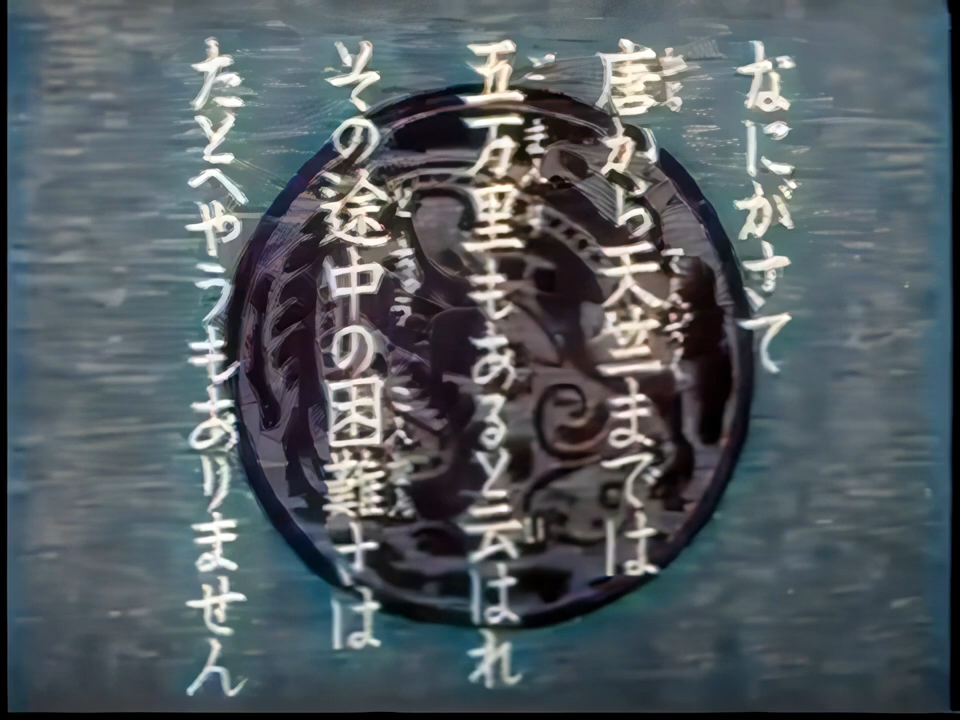 なにがさて
唐から天竺までは
五万里もあると云はれ
その途中の困難さは
たとへやうもありません